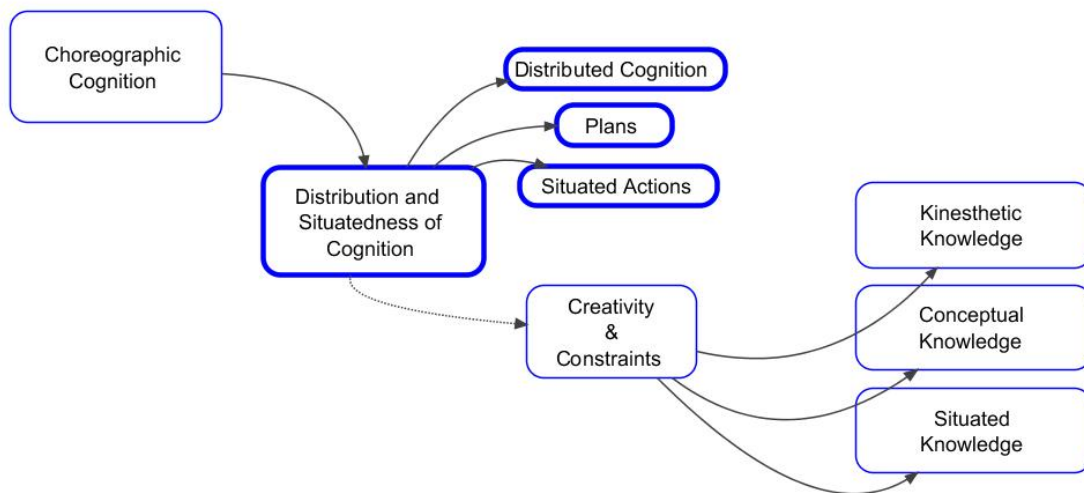 Choreographic
Cognition
Distributed Cognition
Plans
Situated Actions
Distribution and
Situatedness of
Cognition
Creativity
&
Constraints
Kinesthetic
Knowledge
Conceptual
Knowledge
Situated
Knowledge